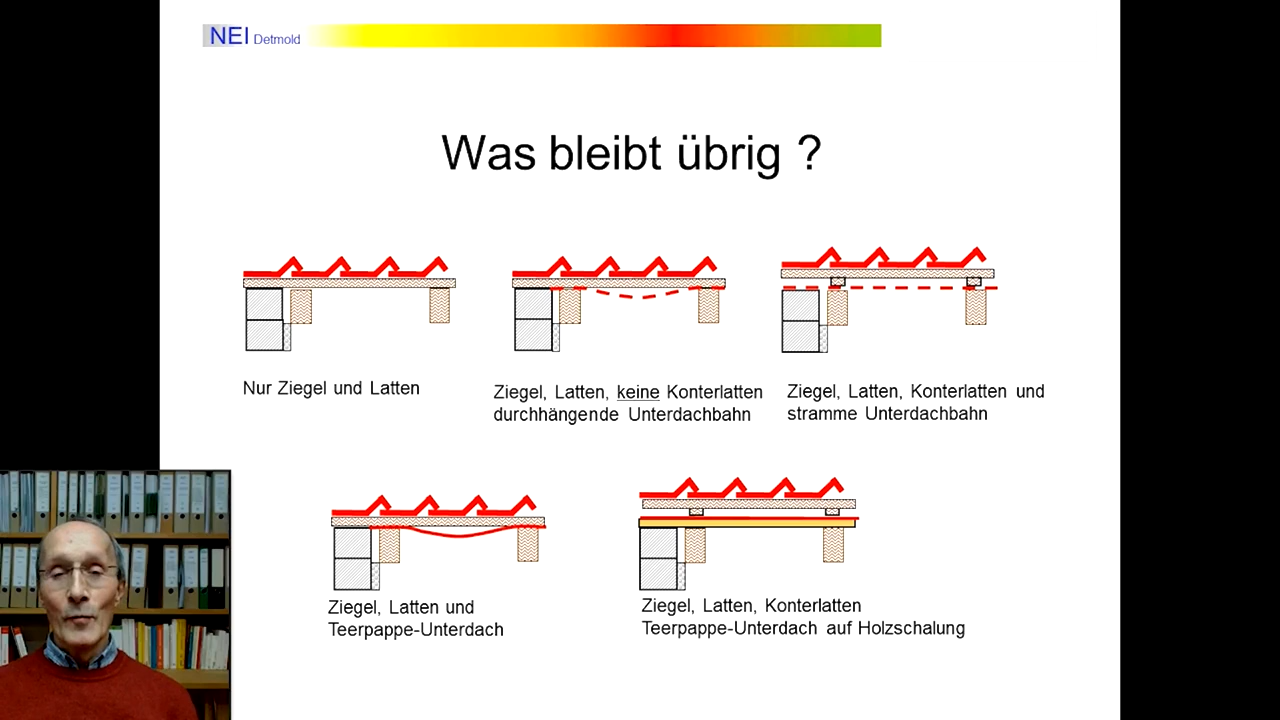 NEI Detmold
Was bleibt übrig ?
Nur Ziegel und Latten
Ziegel, Latten, keine Konterlatten
durchhängende Unterdachbahn
Ziegel, Latten, Konterlatten und
stramme Unterdachbahn
Ziegel, Latten und
Teerpappe-Unterdach
Ziegel, Latten, Konterlatten
Teerpappe-Unterdach auf Holzschalung